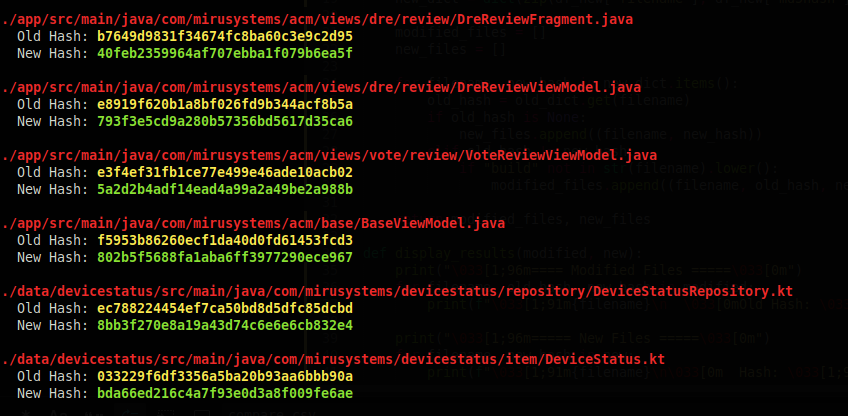 ./app/src/main/java/com/mirusystems/acm/views/dre/review/DreReviewFragment.java
Old Hash: b7649d9831f34674fc8ba60c3e9c2d95
New Hash: 40feb2359964af707ebba1f079b6ea5f
./app/src/main/java/com/mirusystems/acm/views/dre/review/DreReviewViewModel.java
Old Hash: e8919f620b1a8bf026fd9b344acf8b5a
New Hash: 793f3e5cd9a280b57356bd5617d35ca6
./app/src/main/java/com/mirusystems/acm/views/vote/review/VoteReviewViewModel.java
Old Hash: e3f4ef31fb1ce77e499e46ade10acb02
New Hash: 5a2d2b4adf14ead4a99a2a49be2a988b
./app/src/main/java/com/mirusystems/acm/base/BaseViewModel.java
Old Hash: f5953b86260ecf1da40d0fd61453fcd3
New Hash: 802b5f5688fa1aba6ff3977290ece967
./data/devicestatus/src/main/java/com/mirusystems/devicestatus/repository/DeviceStatusRepository.kt
Old Hash: ec788224454ef7ca50bd8d5dfc85dcbd
New Hash: 8bb3f270e8a19a43d74c6e6e6cb832e4
./data/devicestatus/src/main/java/com/mirusystems/devicestatus/item/DeviceStatus.kt
Old Hash: 033229f6df3356a5ba20b93aa6bbb90a
New Hash: bda66ed216c4a7f93e0d3a8f009fe6ae